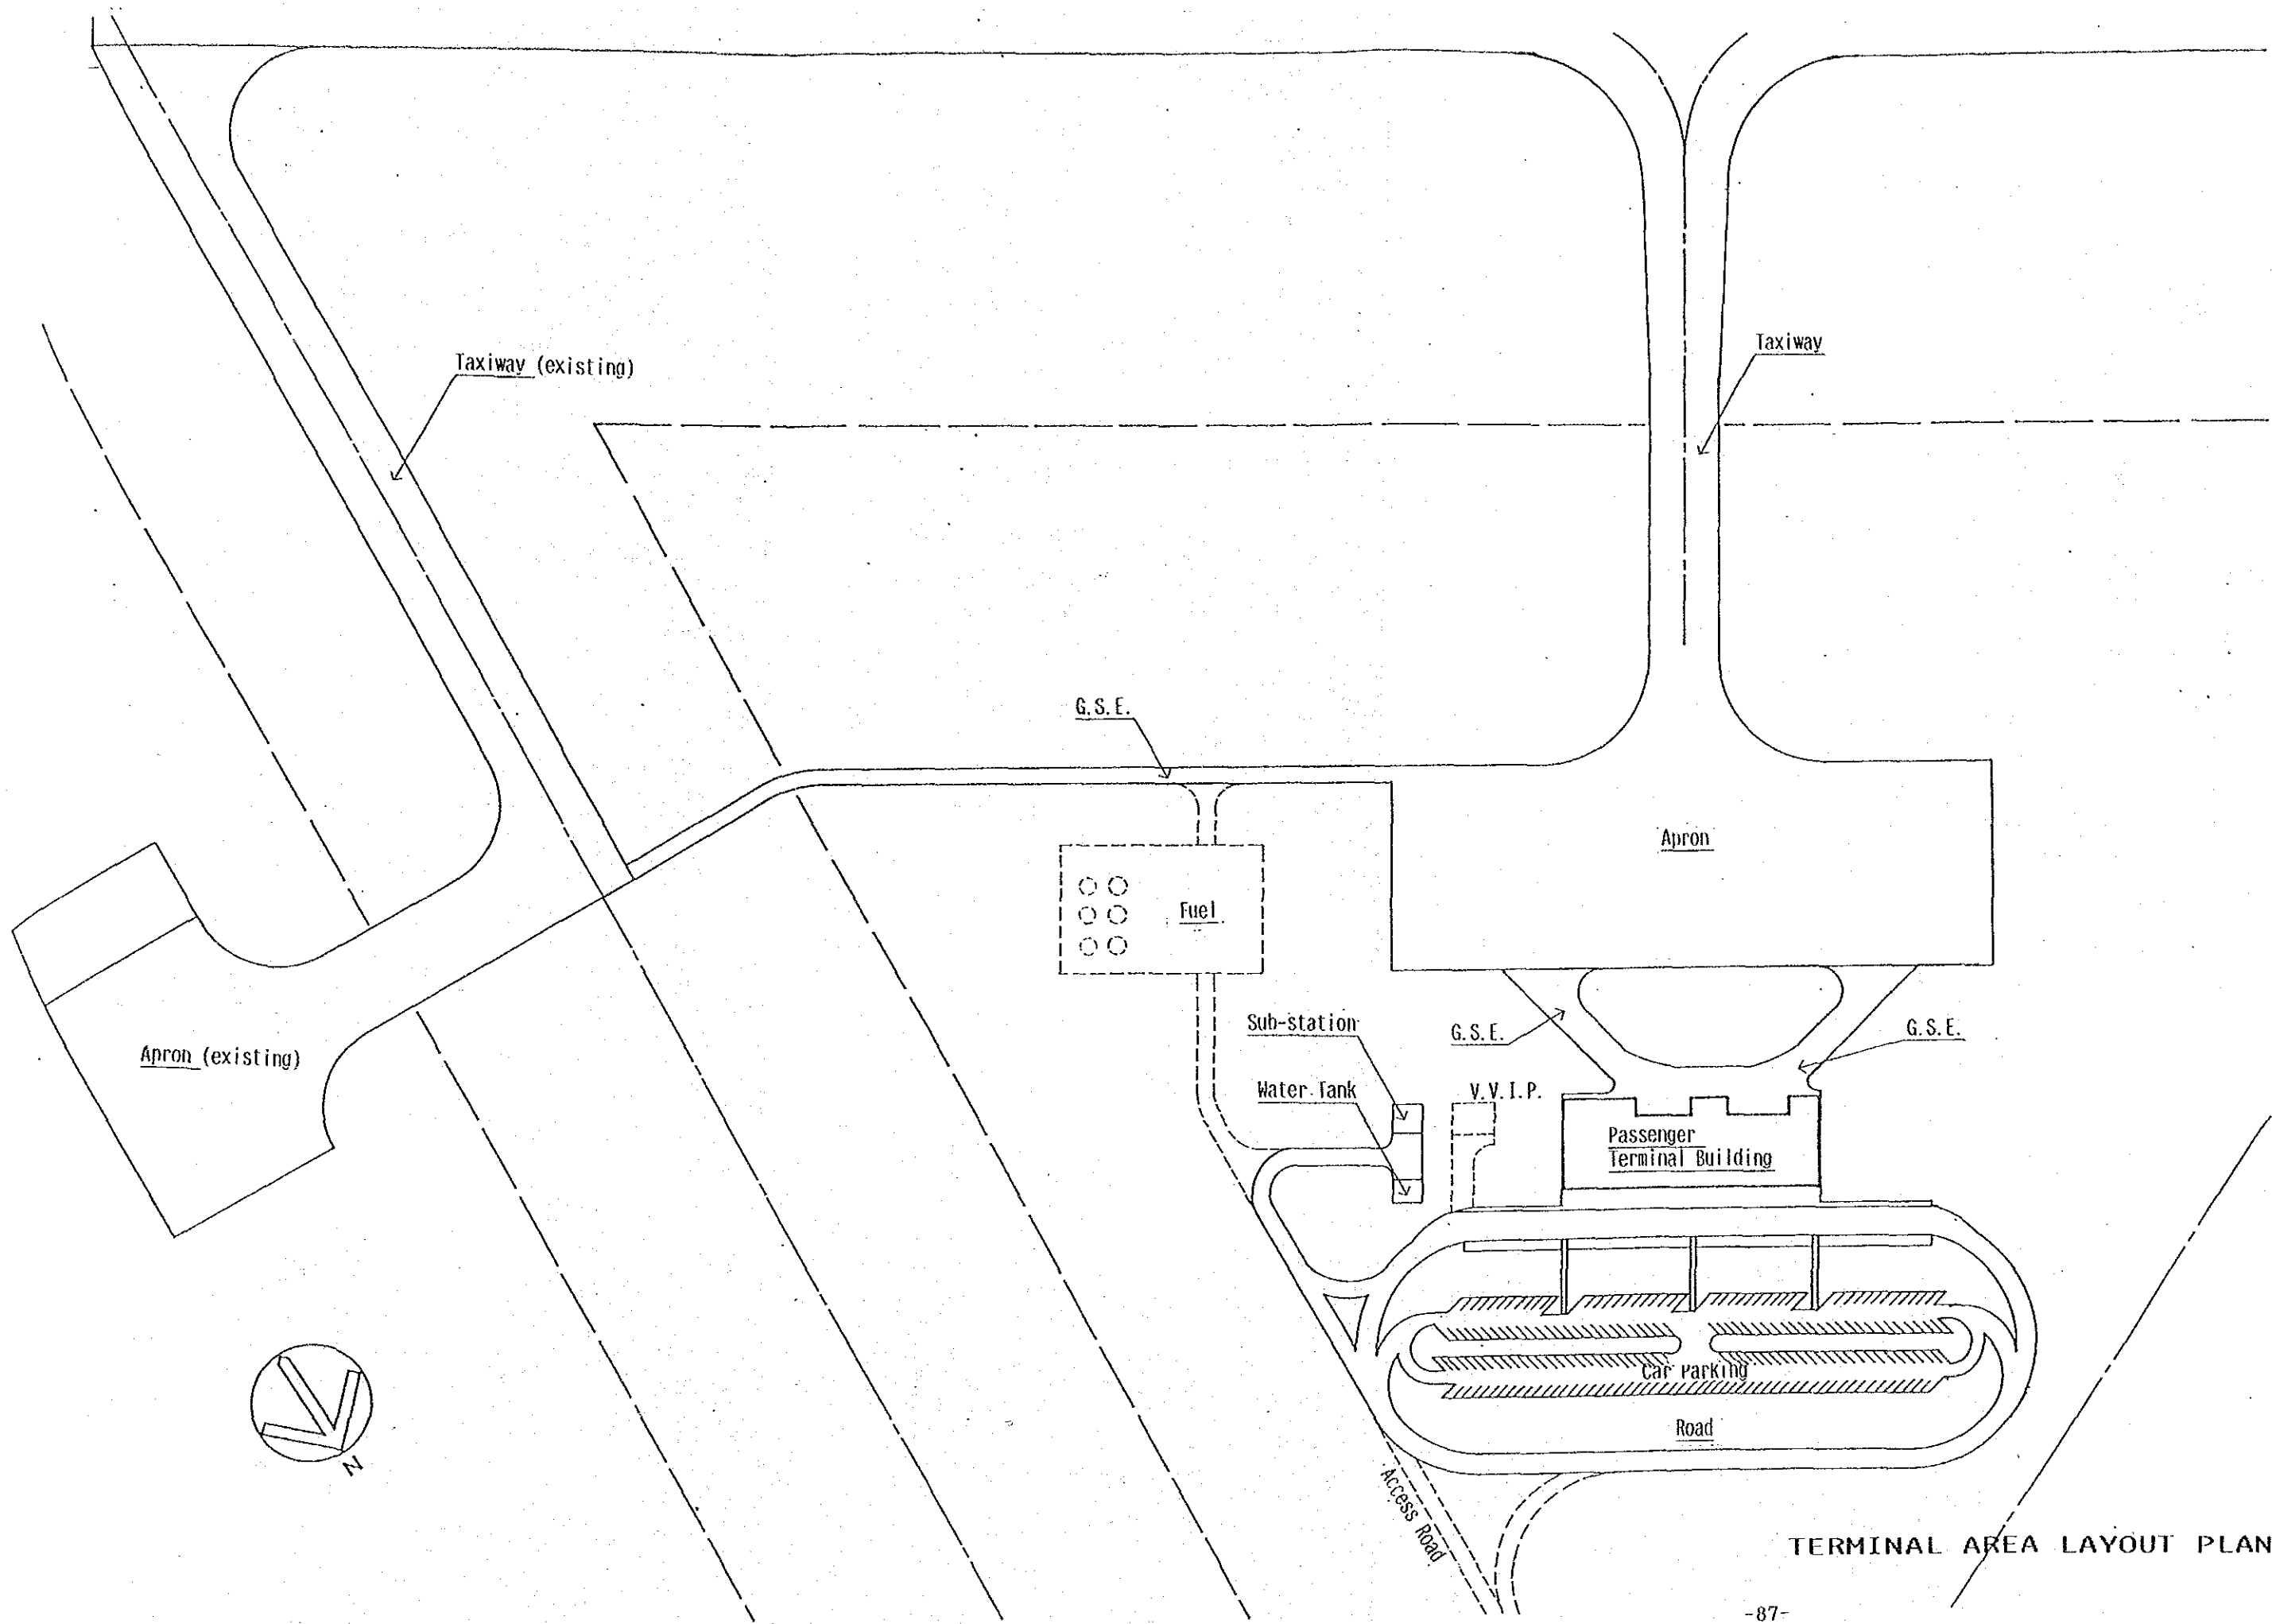 Taxiway (existing)
Taxiway
G.S.E.
Apron
Fuel
Sub-station
G.S.E.
G.S.E.
Apron (existing)
Water Tank
V.V.I.P.
Passenger
Terminal Building
Car Parking
Road
N
Access Road
TERMINAL AREA LAYOUT PLAN
-87-